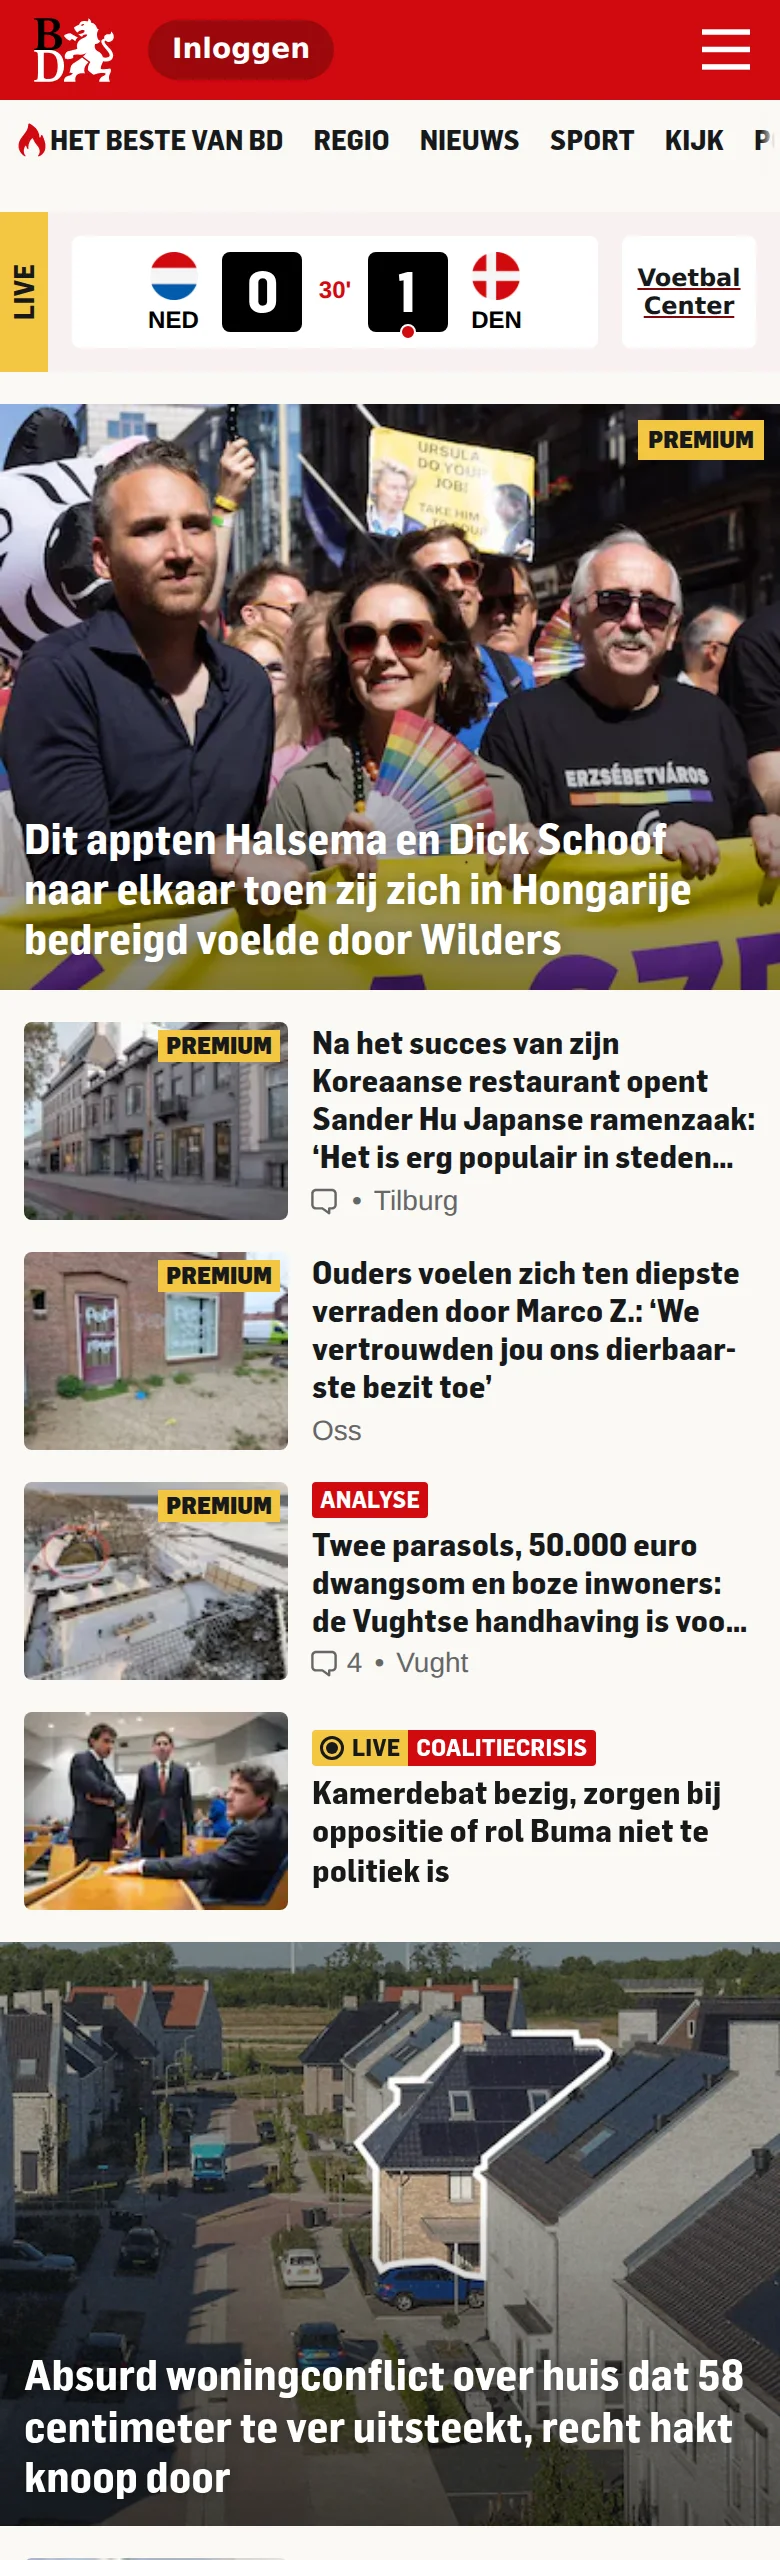 BD
Inloggen
HET BESTE VAN BD REGIO NIEUWS SPORT KIJK
LIVE
NED 0 30' 1 DEN
Voetbal
Center
PREMIUM
URSULA
DO YOUR
JOB!
TAKE HIM
ERZSÉBETVÁROS
Dit appten Halsema en Dick Schoof
naar elkaar toen zij zich in Hongarije
bedreigd voelde door Wilders
PREMIUM
Na het succes van zijn
Koreaanse restaurant opent
Sander Hu Japanse ramenzaak:
‘Het is erg populair in steden...
• Tilburg
PREMIUM
Ouders voelen zich ten diepste
verraden door Marco Z.: ‘We
vertrouwden jou ons dierbaar-
ste bezit toe’
Oss
PREMIUM
ANALYSE
Twee parasols, 50.000 euro
dwangsom en boze inwoners:
de Vughtse handhaving is voo...
4 • Vught
LIVE COALITIECRISIS
Kamerdebat bezig, zorgen bij
oppositie of rol Buma niet te
politiek is
Absurd woningconflict over huis dat 58
centimeter te ver uitsteekt, recht hakt
knoop door